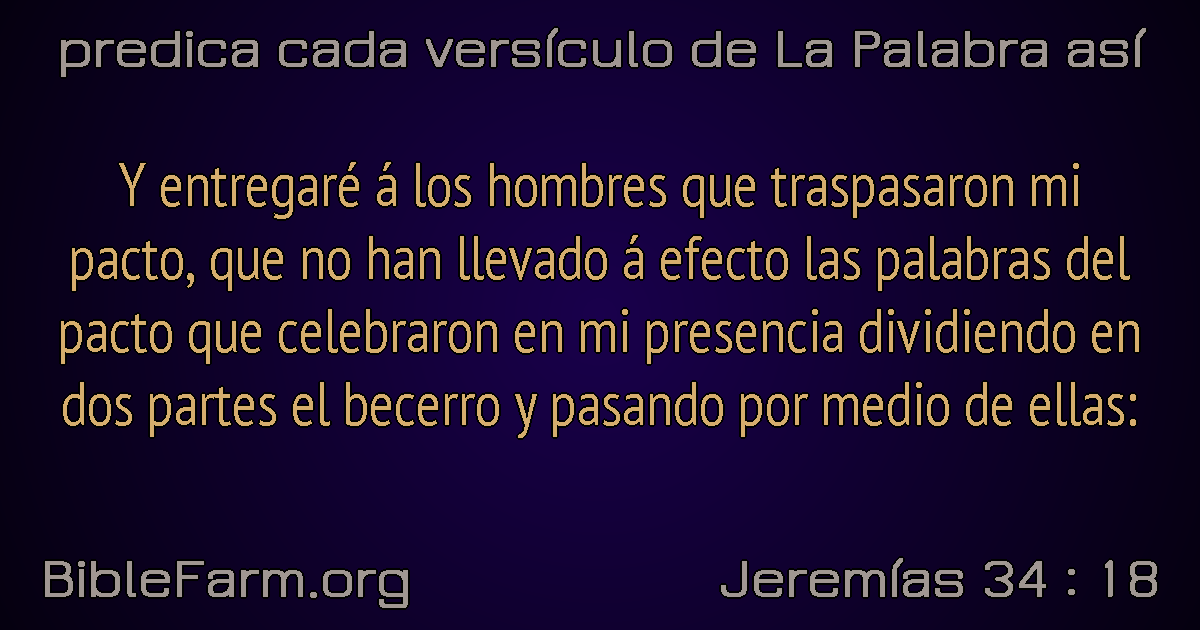 predica cada versículo de La Palabra así
Y entregaré á los hombres que traspasaron mi
pacto, que no han llevado á efecto las palabras del
pacto que celebraron en mi presencia dividiendo en
dos partes el becerro y pasando por medio de ellas:
BibleFarm.org
Jeremías 34 : 18